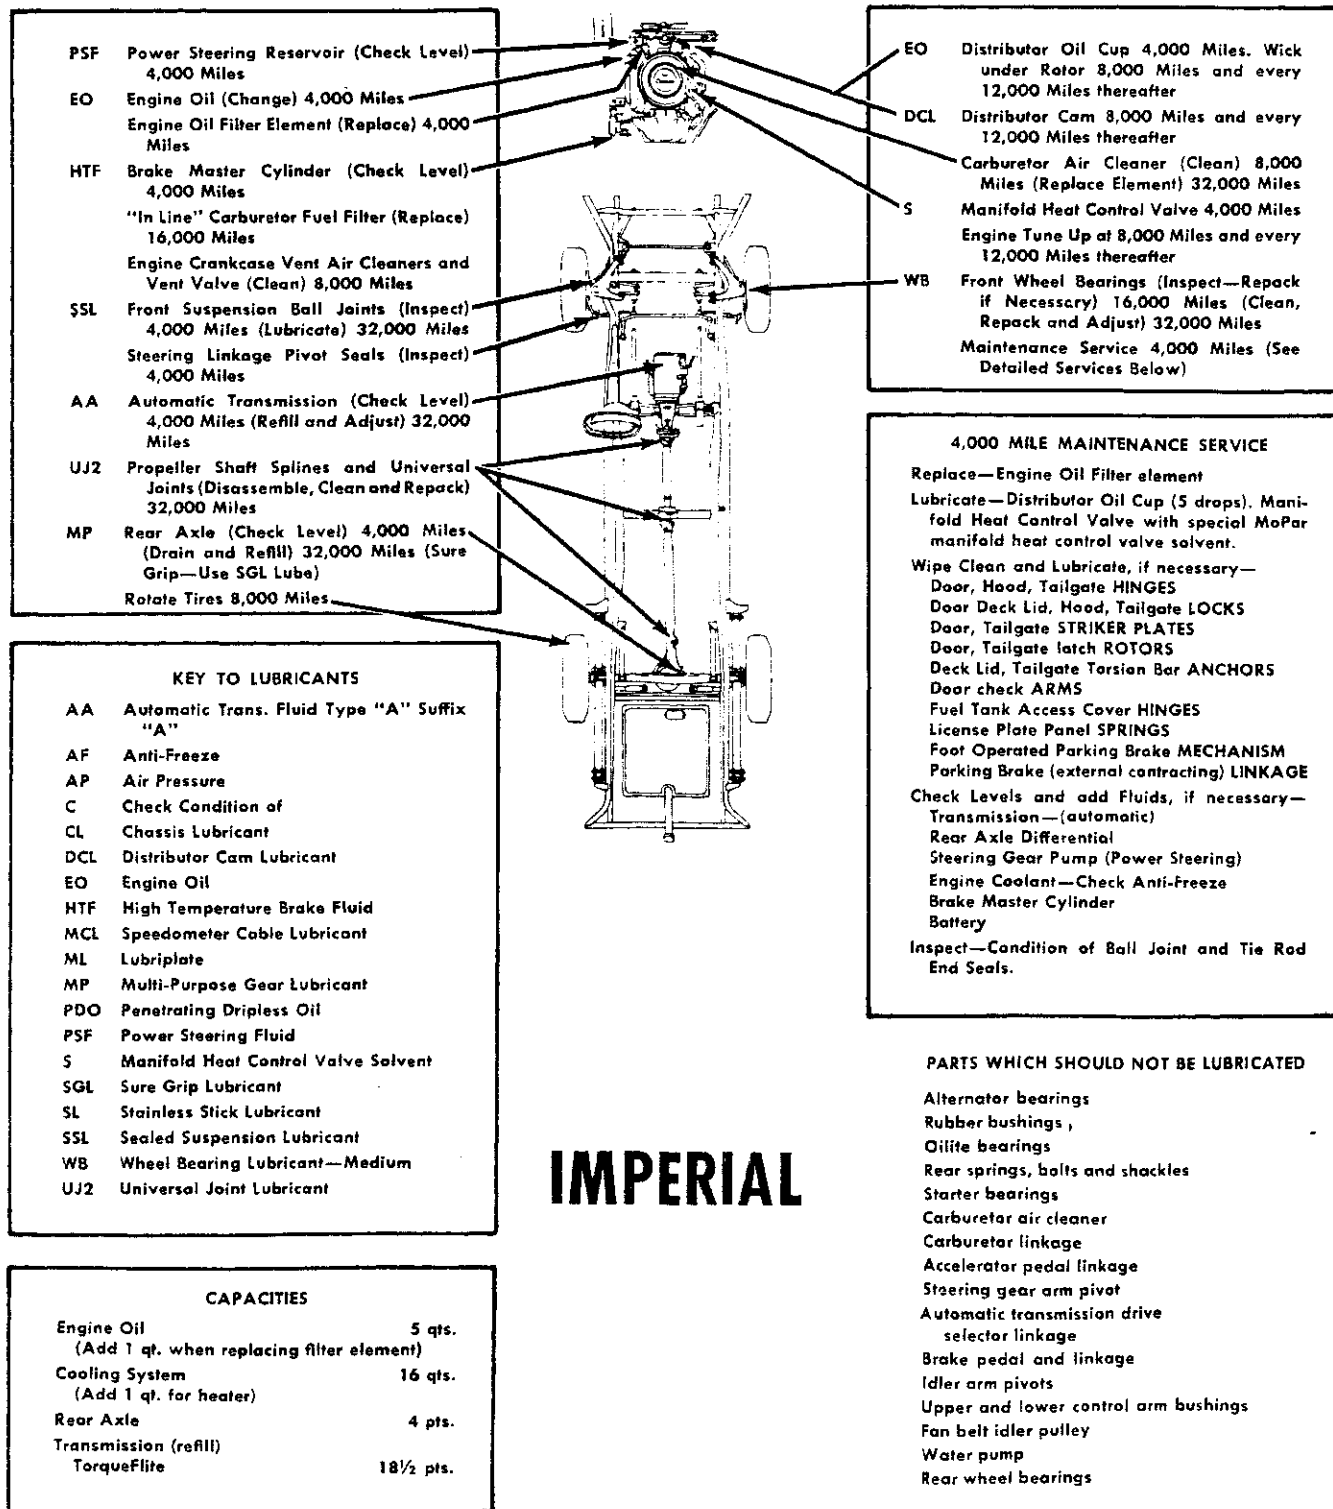 PSF Power Steering Reservoir (Check Level)
4,000 Miles
EO Engine Oil (Change) 4,000 Miles
Engine Oil Filter Element (Replace) 4,000
Miles
HTF Brake Master Cylinder (Check Level)
4,000 Miles
"In Line" Carburetor Fuel Filter (Replace)
16,000 Miles
Engine Crankcase Vent Air Cleaners and
Vent Valve (Clean) 8,000 Miles
SSL Front Suspension Ball Joints (Inspect)
4,000 Miles (Lubricate) 32,000 Miles
Steering Linkage Pivot Seals (Inspect)
4,000 Miles
AA Automatic Transmission (Check Level)
4,000 Miles (Refill and Adjust) 32,000
Miles
UJ2 Propeller Shaft Splines and Universal
Joints (Disassemble, Clean and Repack)
32,000 Miles
MP Rear Axle (Check Level) 4,000 Miles
(Drain and Refill) 32,000 Miles (Sure
Grip—Use SGL Lube)
Rotate Tires 8,000 Miles
EO Distributor Oil Cup 4,000 Miles. Wick
under Rotor 8,000 Miles and every
12,000 Miles thereafter
DCL Distributor Cam 8,000 Miles and every
12,000 Miles thereafter
Carburetor Air Cleaner (Clean) 8,000
Miles (Replace Element) 32,000 Miles
S Manifold Heat Control Valve 4,000 Miles
Engine Tune Up at 8,000 Miles and every
12,000 Miles thereafter
WB Front Wheel Bearings (Inspect—Repack
if Necessary) 16,000 Miles (Clean,
Repack and Adjust) 32,000 Miles
Maintenance Service 4,000 Miles (See
Detailed Services Below)
KEY TO LUBRICANTS
AA Automatic Trans. Fluid Type "A" Suffix
"A"
AF Anti-Freeze
AP Air Pressure
C Check Condition of
CL Chassis Lubricant
DCL Distributor Cam Lubricant
EO Engine Oil
HTF High Temperature Brake Fluid
MCL Speedometer Cable Lubricant
ML Lubriplate
MP Multi-Purpose Gear Lubricant
PDO Penetrating Dripless Oil
PSF Power Steering Fluid
S Manifold Heat Control Valve Solvent
SGL Sure Grip Lubricant
SL Stainless Stick Lubricant
SSL Sealed Suspension Lubricant
WB Wheel Bearing Lubricant—Medium
UJ2 Universal Joint Lubricant
CAPACITIES
Engine Oil 5 qts.
(Add 1 qt. when replacing filter element)
Cooling System 16 qts.
(Add 1 qt. for heater)
Rear Axle 4 pts.
Transmission (refill)
TorqueFlite 18½ pts.
IMPERIAL
4,000 MILE MAINTENANCE SERVICE
Replace—Engine Oil Filter element
Lubricate—Distributor Oil Cup (5 drops). Mani-
fold Heat Control Valve with special MoPar
manifold heat control valve solvent.
Wipe Clean and Lubricate, if necessary—
Door, Hood, Tailgate HINGES
Door Deck Lid, Hood, Tailgate LOCKS
Door, Tailgate STRIKER PLATES
Door, Tailgate latch ROTORS
Deck Lid, Tailgate Torsion Bar ANCHORS
Door check ARMS
Fuel Tank Access Cover HINGES
License Plate Panel SPRINGS
Foot Operated Parking Brake MECHANISM
Parking Brake (external contracting) LINKAGE
Check Levels and add Fluids, if necessary—
Transmission—(automatic)
Rear Axle Differential
Steering Gear Pump (Power Steering)
Engine Coolant—Check Anti-Freeze
Brake Master Cylinder
Battery
Inspect—Condition of Ball Joint and Tie Rod
End Seals.
PARTS WHICH SHOULD NOT BE LUBRICATED
Alternator bearings
Rubber bushings
Oilite bearings
Rear springs, bolts and shackles
Starter bearings
Carburetor air cleaner
Carburetor linkage
Accelerator pedal linkage
Steering gear arm pivot
Automatic transmission drive
selector linkage
Brake pedal and linkage
Idler arm pivots
Upper and lower control arm bushings
Fan belt idler pulley
Water pump
Rear wheel bearings